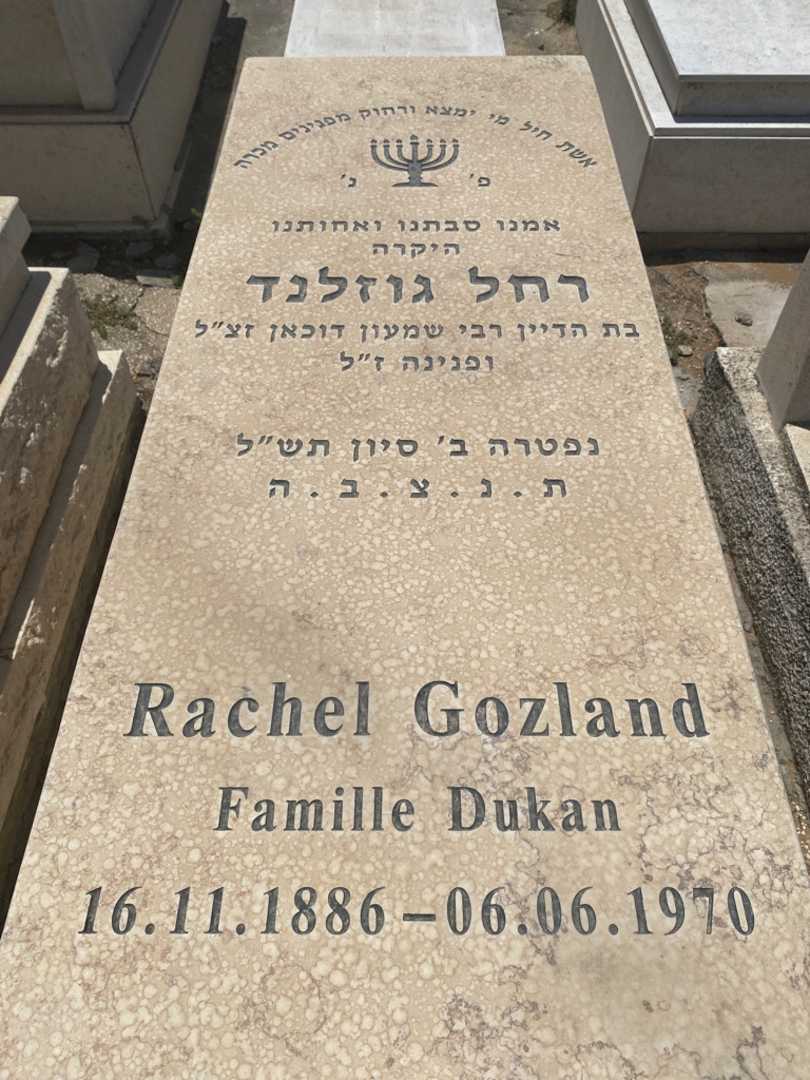 אשת חיל מי ימצא ורחוק מפנינים מכרה
פ' נ'
אמנו סבתנו ואחותנו
היקרה
רחל גוזלנד
בת הדיין רבי שמעון דוכאן זצ"ל
ופנינה ז"ל
נפטרה ב' סיון תש"ל
ת.נ.צ.ב.ה
Rachel Gozland
Famille Dukan
16.11.1886 – 06.06.1970